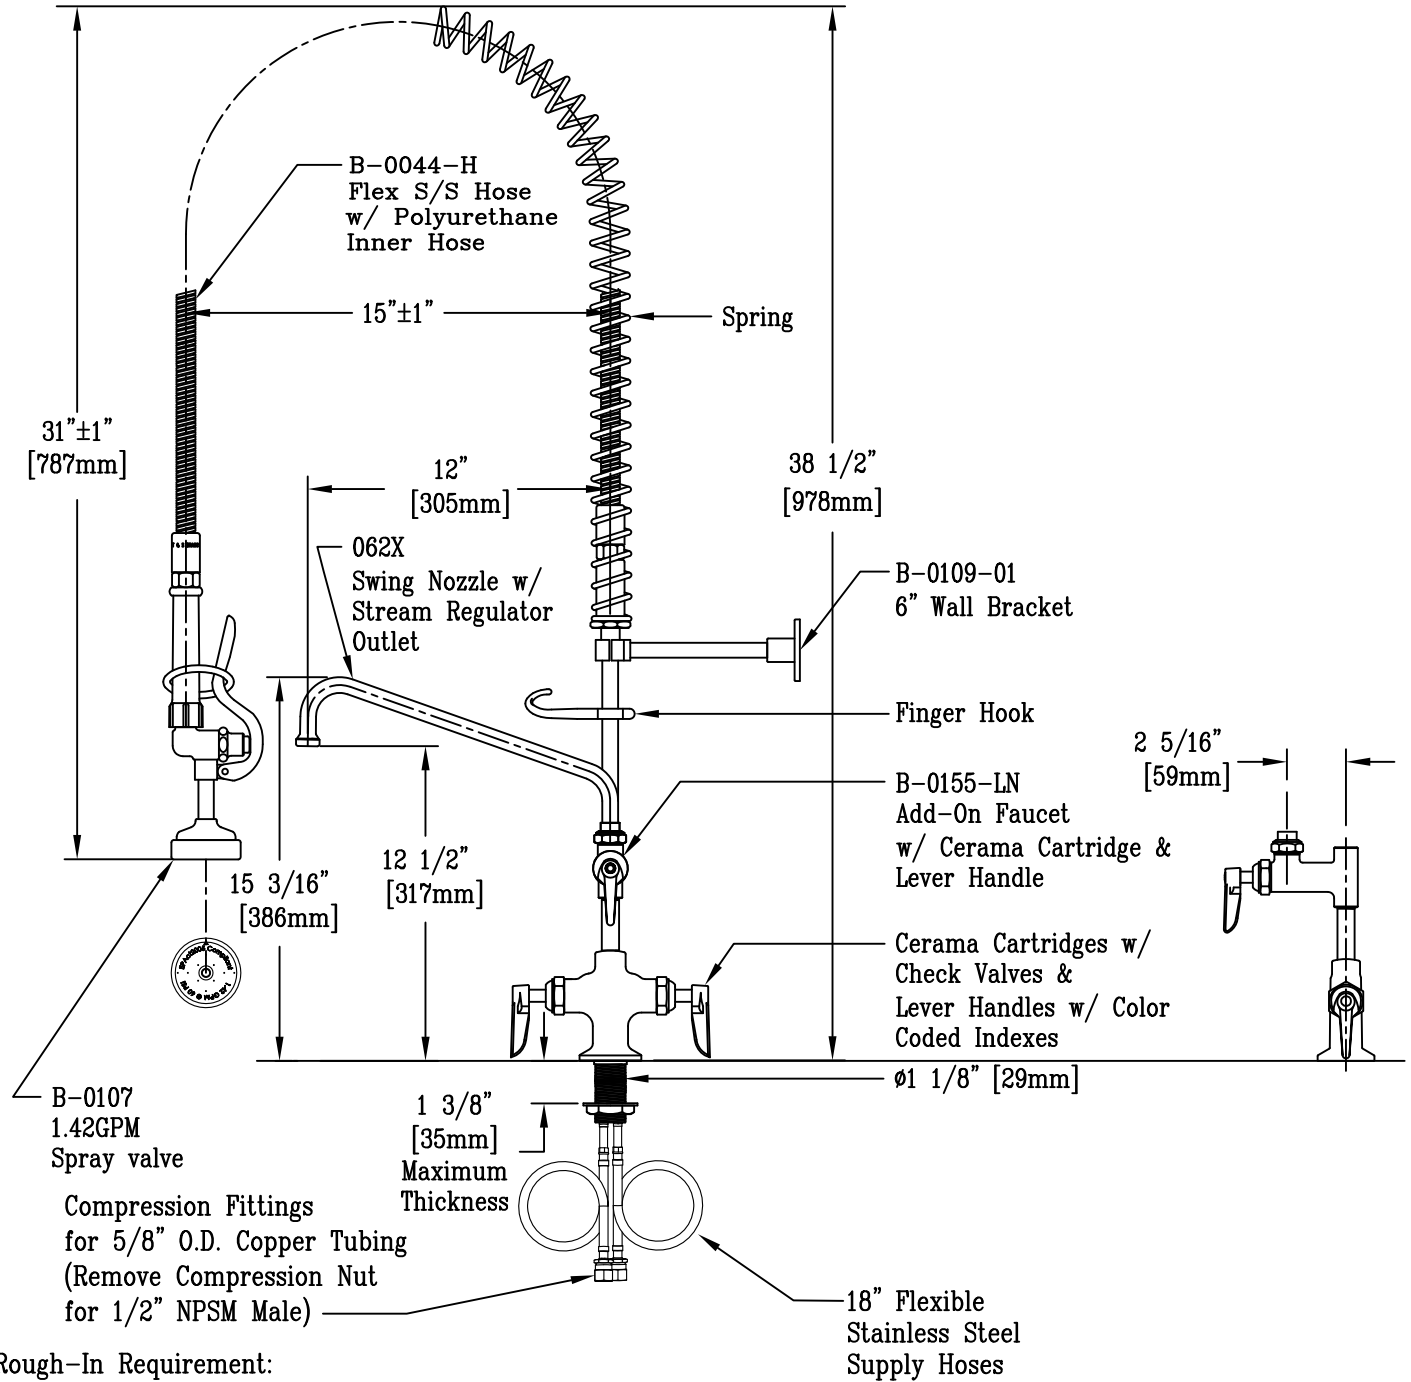 B-0044-H
Flex S/S Hose
w/ Polyurethane
Inner Hose
15”±1”
Spring
31”±1”
[787mm]
12”
[305mm]
38 1/2”
[978mm]
062X
Swing Nozzle w/
Stream Regulator
Outlet
B-0109-01
6” Wall Bracket
Finger Hook
2 5/16”
[59mm]
B-0155-LN
Add-On Faucet
w/ Cerama Cartridge &
Lever Handle
12 1/2”
[317mm]
15 3/16”
[386mm]
Cerama Cartridges w/
Check Valves &
Lever Handles w/ Color
Coded Indexes
ø1 1/8” [29mm]
B-0107
1.42GPM
Spray valve
1 3/8”
[35mm]
Maximum
Thickness
Compression Fittings
for 5/8” O.D. Copper Tubing
(Remove Compression Nut
for 1/2” NPSM Male)
18” Flexible
Stainless Steel
Supply Hoses
Rough-In Requirement: